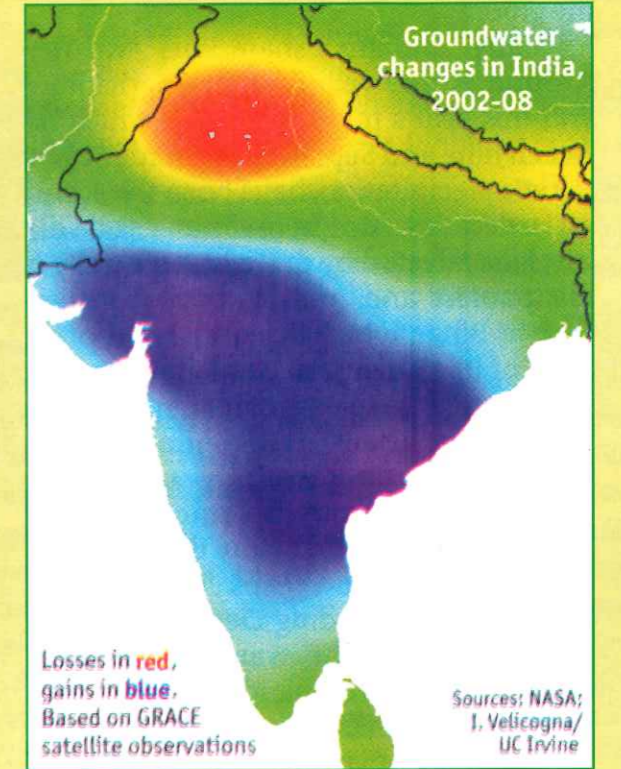 Groundwater
changes in India,
2002-08
Losses in red,
gains in blue.
Based on GRACE
satellite observations
Sources: NASA;
I. Velicogna/
UC Irvine